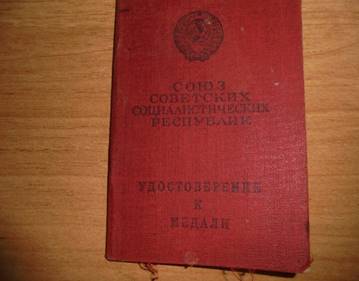 СОЮЗ
СОВЕТСКИХ
СОЦИАЛИСТИЧЕСКИХ
РЕСПУБЛИК
УДОСТОВЕРЕНИЕ
К
МЕДАЛИ